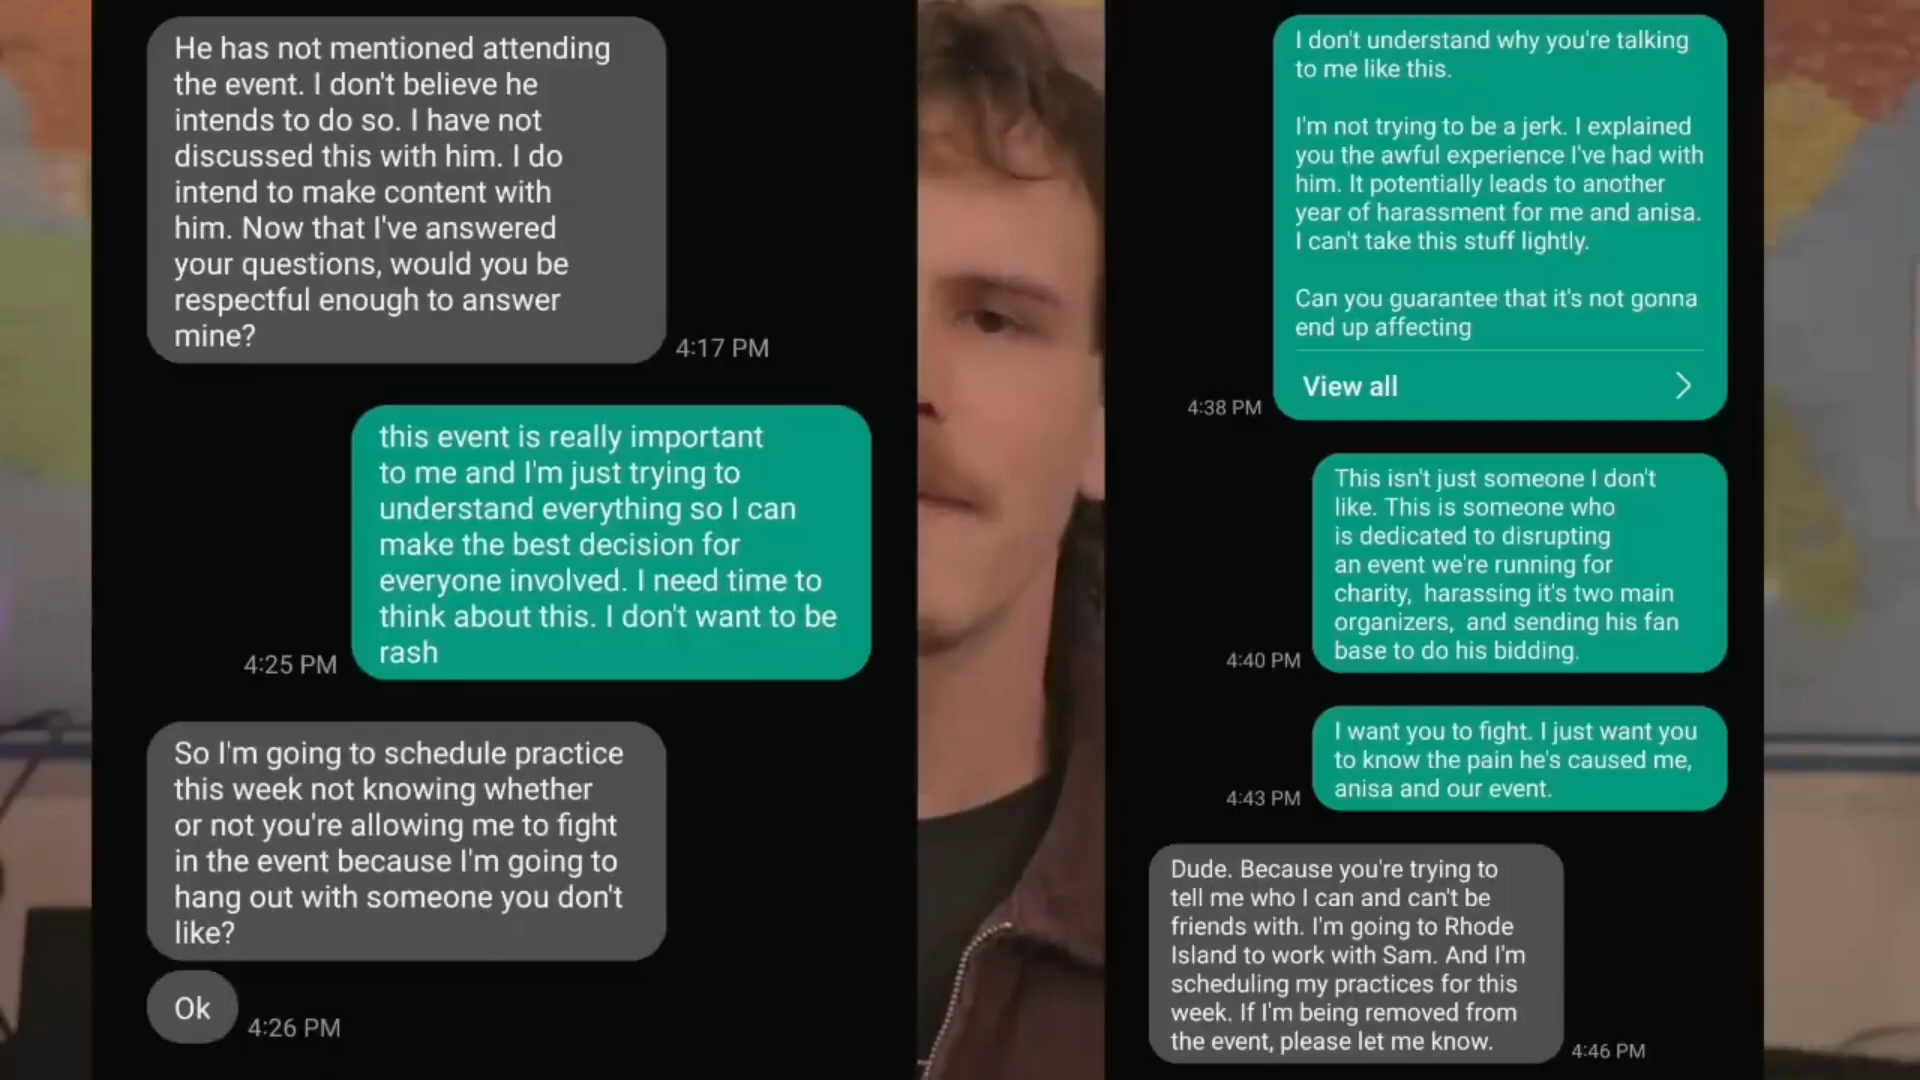 He has not mentioned attending
the event. I don't believe he
intends to do so. I have not
discussed this with him. I do
intend to make content with
him. Now that I've answered
your questions, would you be
respectful enough to answer
mine?
4:17 PM
this event is really important
to me and I'm just trying to
understand everything so I can
make the best decision for
everyone involved. I need time to
think about this. I don't want to be
rash
4:25 PM
So I'm going to schedule practice
this week not knowing whether
or not you're allowing me to fight
in the event because I'm going to
hang out with someone you don't
like?
Ok
4:26 PM
I don't understand why you're talking
to me like this.
I'm not trying to be a jerk. I explained
you the awful experience I've had with
him. It potentially leads to another
year of harassment for me and anisa.
I can't take this stuff lightly.
Can you guarantee that it's not gonna
end up affecting
View all
4:38 PM
This isn't just someone I don't
like. This is someone who
is dedicated to disrupting
an event we're running for
charity, harassing it's two main
organizers, and sending his fan
base to do his bidding.
4:40 PM
I want you to fight. I just want you
to know the pain he's caused me,
anisa and our event.
4:43 PM
Dude. Because you're trying to
tell me who I can and can't be
friends with. I'm going to Rhode
Island to work with Sam. And I'm
scheduling my practices for this
week. If I'm being removed from
the event, please let me know.
4:46 PM